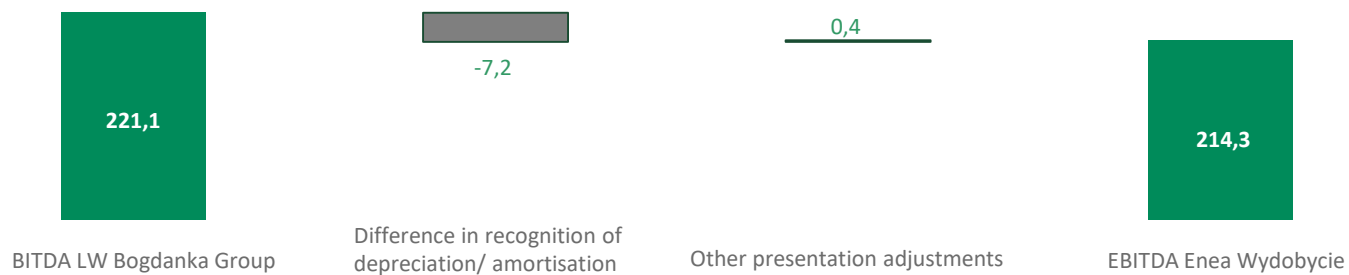 221,1
-7,2
0,4
214,3
BITDA LW Bogdanka Group
Difference in recognition of
depreciation/ amortisation
Other presentation adjustments
EBITDA Enea Wydobycie